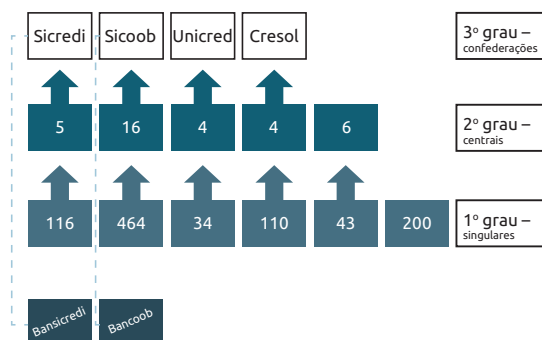 Sicredi Sicoob Unicred Cresol
3º grau –
confederações
5 16 4 4 6
2º grau –
centrais
116 464 34 110 43 200
1º grau –
singulares
Bansicredi Bancoob